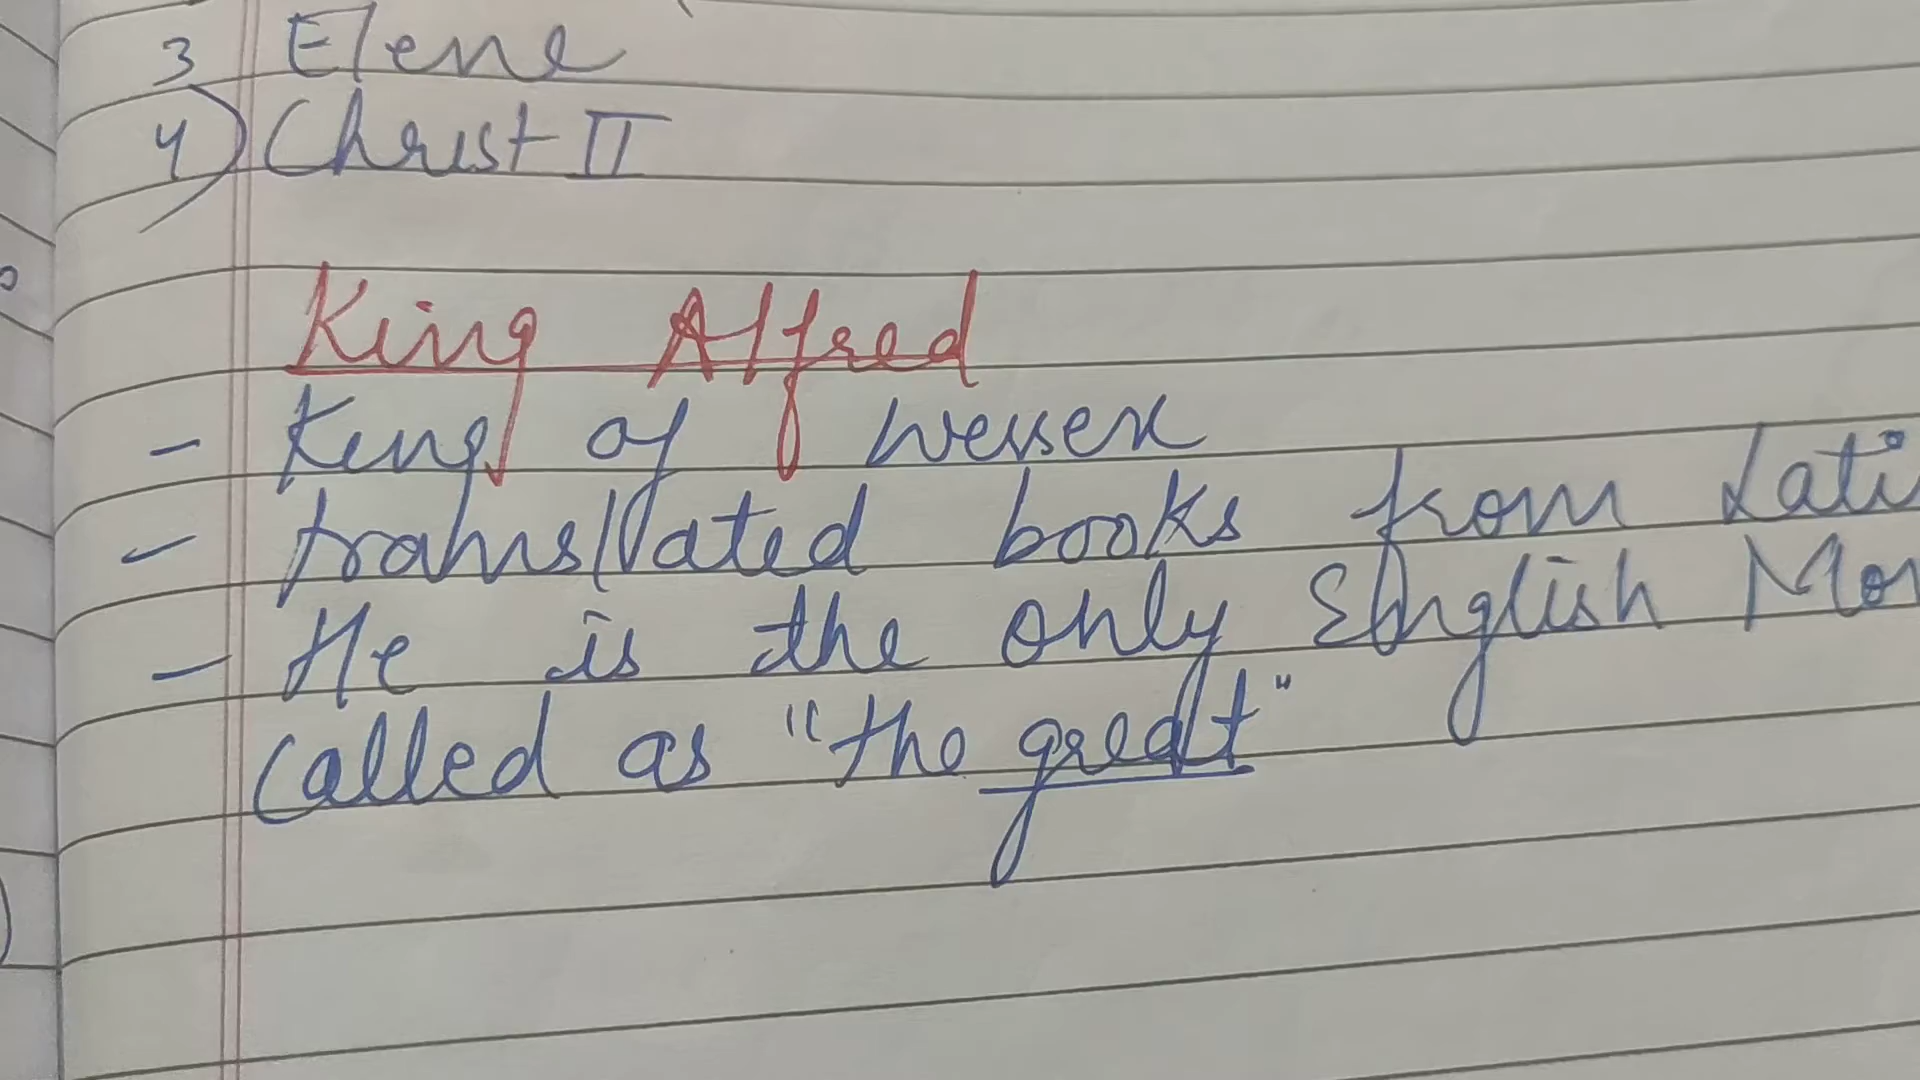 3 Elene
4) Christ II
King Alfred
- King of Wessex
- translated books from Lati
- He is the only English Mon
called as "the great"